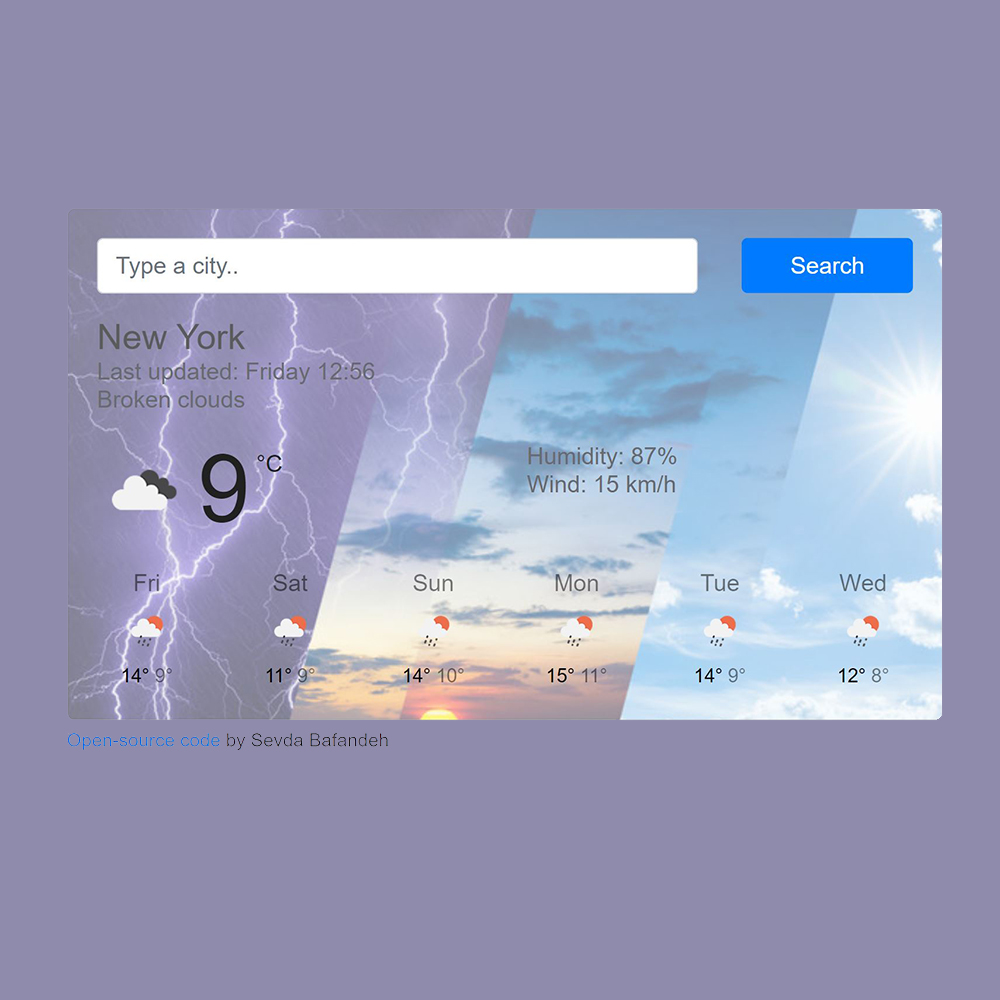 Type a city..
Search
New York
Last updated: Friday 12:56
Broken clouds
9 °C
Humidity: 87%
Wind: 15 km/h
Fri Sat Sun Mon Tue Wed
14° 9° 11° 9° 14° 10° 15° 11° 14° 9° 12° 8°
Open-source code by Sevda Bafandeh